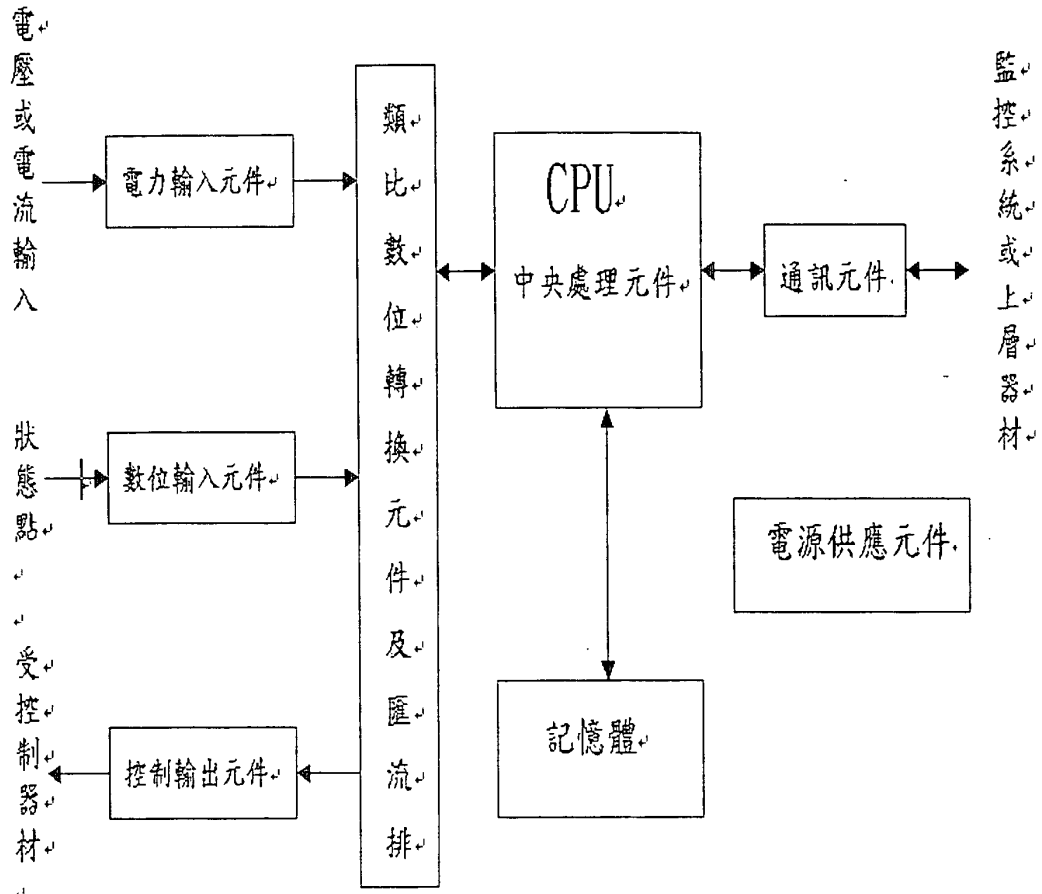 電壓或電流輸入
電力輸入元件
狀態點
數位輸入元件
受控制器材
控制輸出元件
類比數位轉換元件及匯流排
CPU
中央處理元件
記憶體
通訊元件
電源供應元件
監控系統或上層器材